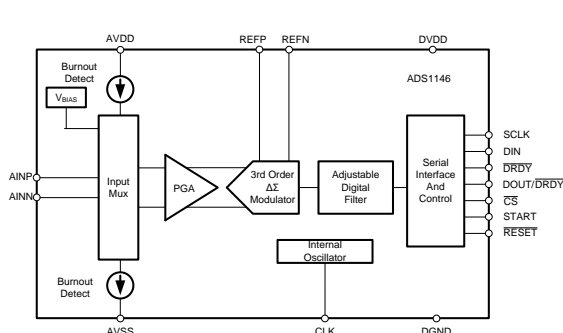 AVDD
REFP REFN
DVDD
Burnout
Detect
ADS1146
VBIAS
AINP
AINN
Input
Mux
PGA
3rd Order
ΔΣ
Modulator
Adjustable
Digital
Filter
Serial
Interface
And
Control
SCLK
DIN
DRDY
DOUT/DRDY
CS
START
RESET
Internal
Oscillator
Burnout
Detect
AVSS
CLK
DGND